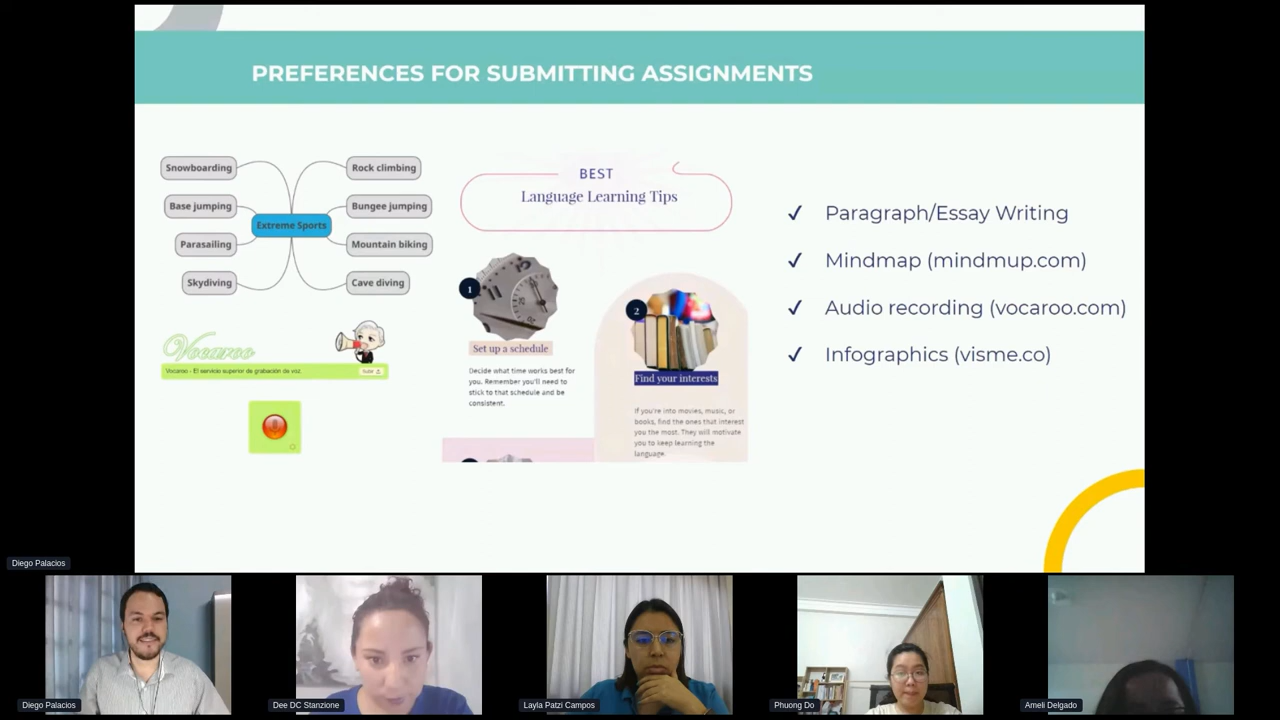 PREFERENCES FOR SUBMITTING ASSIGNMENTS
Snowboarding
Rock climbing
Base jumping
Bungee jumping
Extreme Sports
Parasailing
Mountain biking
Skydiving
Cave diving
Vocaroo
Vocaroo - El servicio superior de grabación de voz.
BEST
Language Learning Tips
1
Set up a schedule
Decide what time works best for
you. Remember you'll need to
stick to that schedule and be
consistent.
2
Find your interests
If you're into movies, music, or
books, find the ones that interest
you the most. They will motivate
you to keep learning the
language.
✓ Paragraph/Essay Writing
✓ Mindmap (mindmup.com)
✓ Audio recording (vocaroo.com)
✓ Infographics (visme.co)
Diego Palacios
Diego Palacios
Dee DC Stanzione
Layla Patzi Campos
Phuong Do
Ameli Delgado